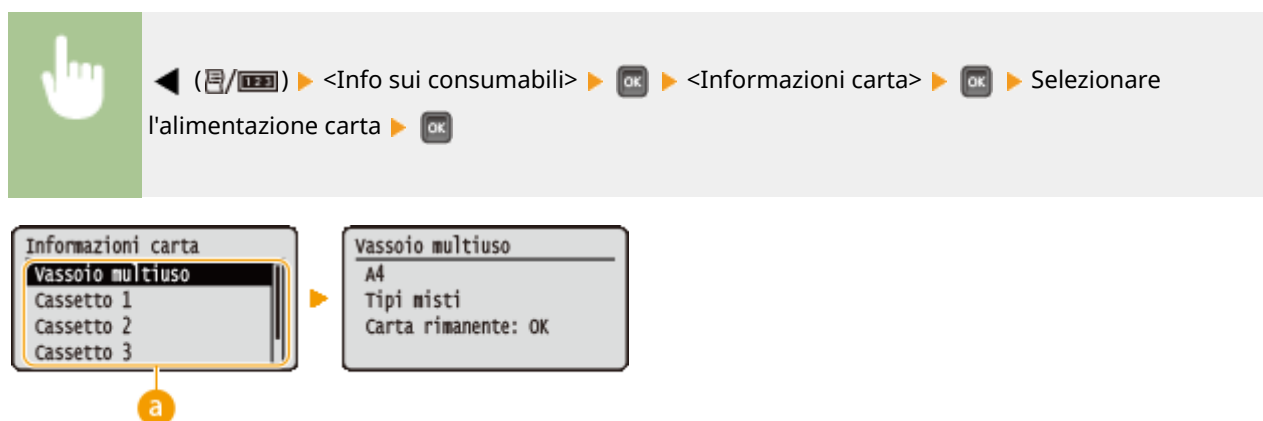 ◀ (/123) ▶ <Info sui consumabili> ▶ OK ▶ <Informazioni carta> ▶ OK ▶ Selezionare
l'alimentazione carta ▶ OK
Informazioni carta
Vassoio multiuso
Cassetto 1
Cassetto 2
Cassetto 3
a
Vassoio multiuso
A4
Tipi misti
Carta rimanente: OK